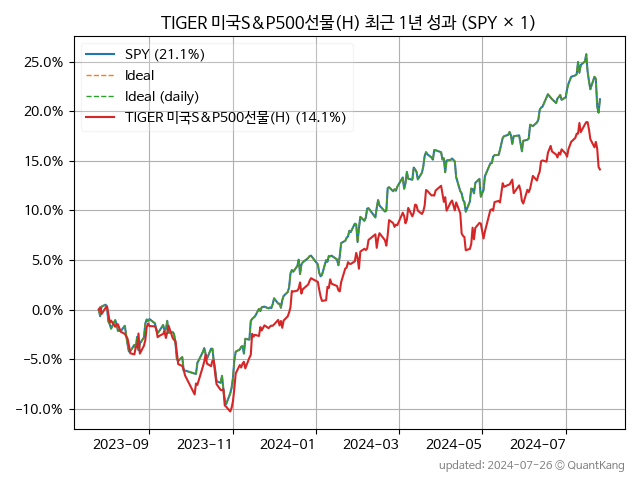 TIGER 미국S&P500선물(H) 최근 1년 성과 (SPY × 1)
SPY (21.1%)
Ideal
Ideal (daily)
TIGER 미국S&P500선물(H) (14.1%)
25.0%
20.0%
15.0%
10.0%
5.0%
0.0%
−5.0%
−10.0%
2023-09 2023-11 2024-01 2024-03 2024-05 2024-07
updated: 2024-07-26 © QuantKang